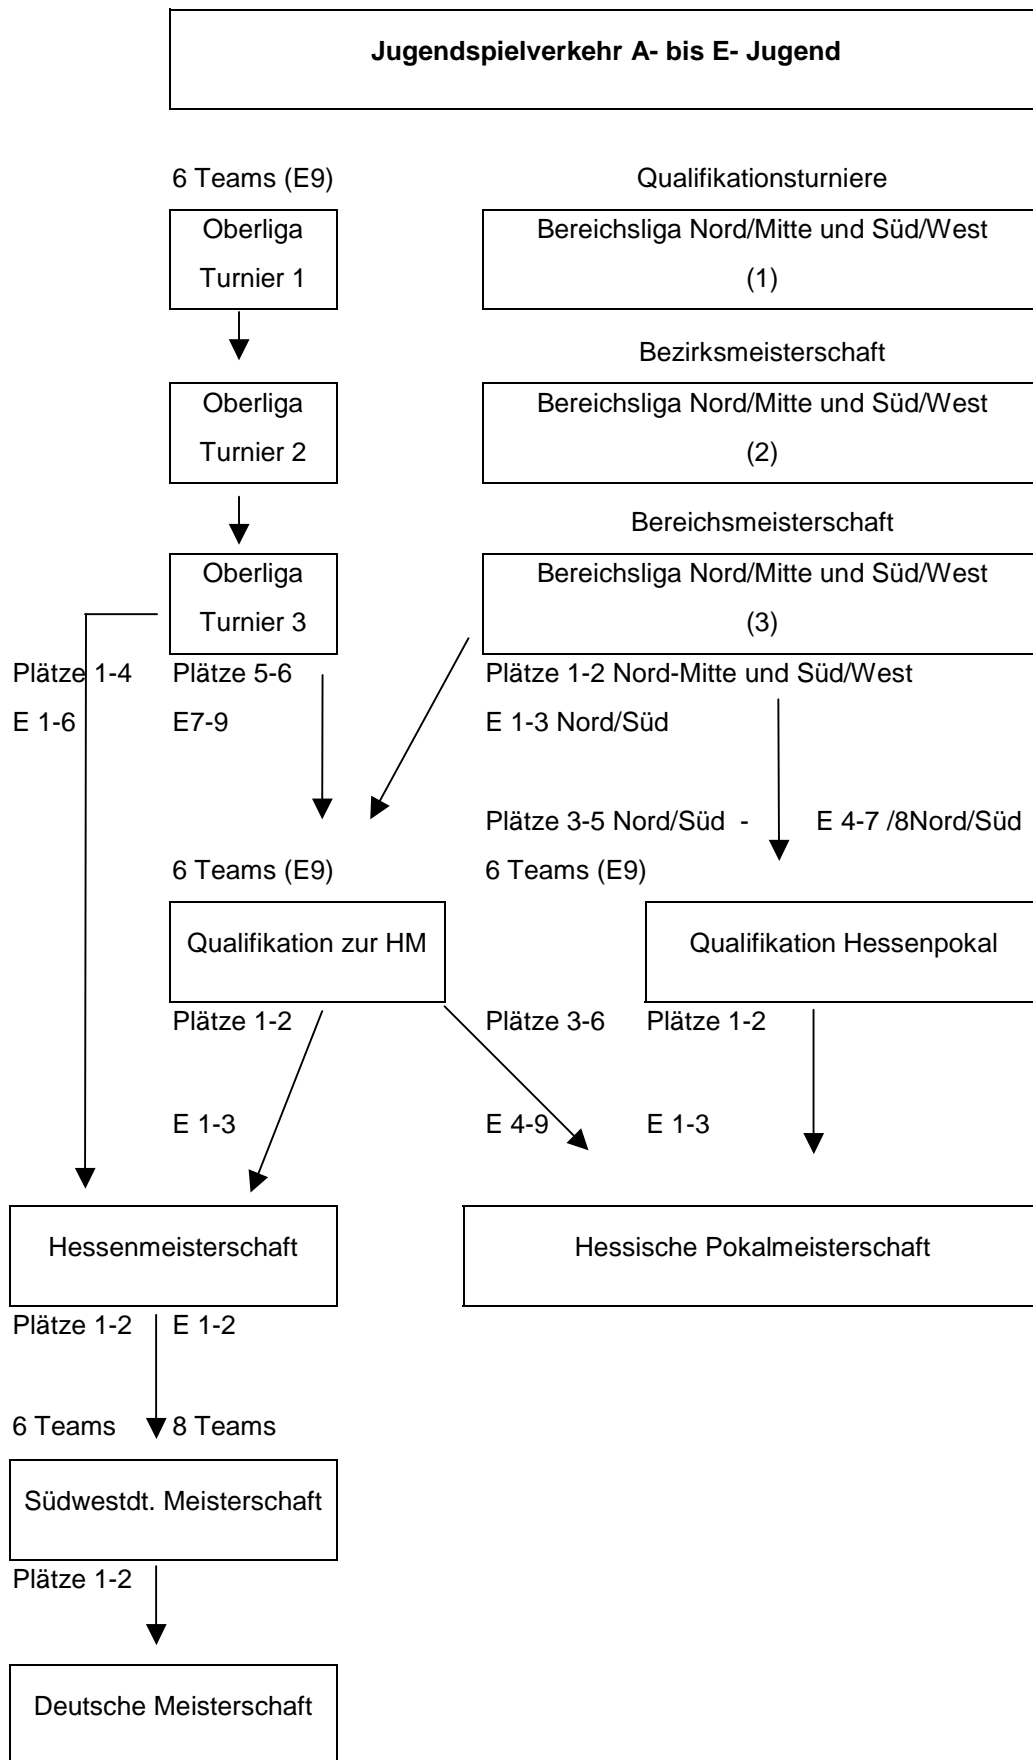 Jugendspielverkehr A- bis E- Jugend
6 Teams (E9) Qualifikationsturniere
Oberliga Bereichsliga Nord/Mitte und Süd/West
Turnier 1 (1)
Bezirksmeisterschaft
Oberliga Bereichsliga Nord/Mitte und Süd/West
Turnier 2 (2)
Bereichsmeisterschaft
Oberliga Bereichsliga Nord/Mitte und Süd/West
Turnier 3 (3)
Plätze 1-4 Plätze 5-6 Plätze 1-2 Nord-Mitte und Süd/West
E 1-6 E7-9 E 1-3 Nord/Süd
Plätze 3-5 Nord/Süd - E 4-7 /8Nord/Süd
6 Teams (E9) 6 Teams (E9)
Qualifikation zur HM Qualifikation Hessenpokal
Plätze 1-2 Plätze 3-6 Plätze 1-2
E 1-3 E 4-9 E 1-3
Hessenmeisterschaft Hessische Pokalmeisterschaft
Plätze 1-2 E 1-2
6 Teams 8 Teams
Südwestdt. Meisterschaft
Plätze 1-2
Deutsche Meisterschaft